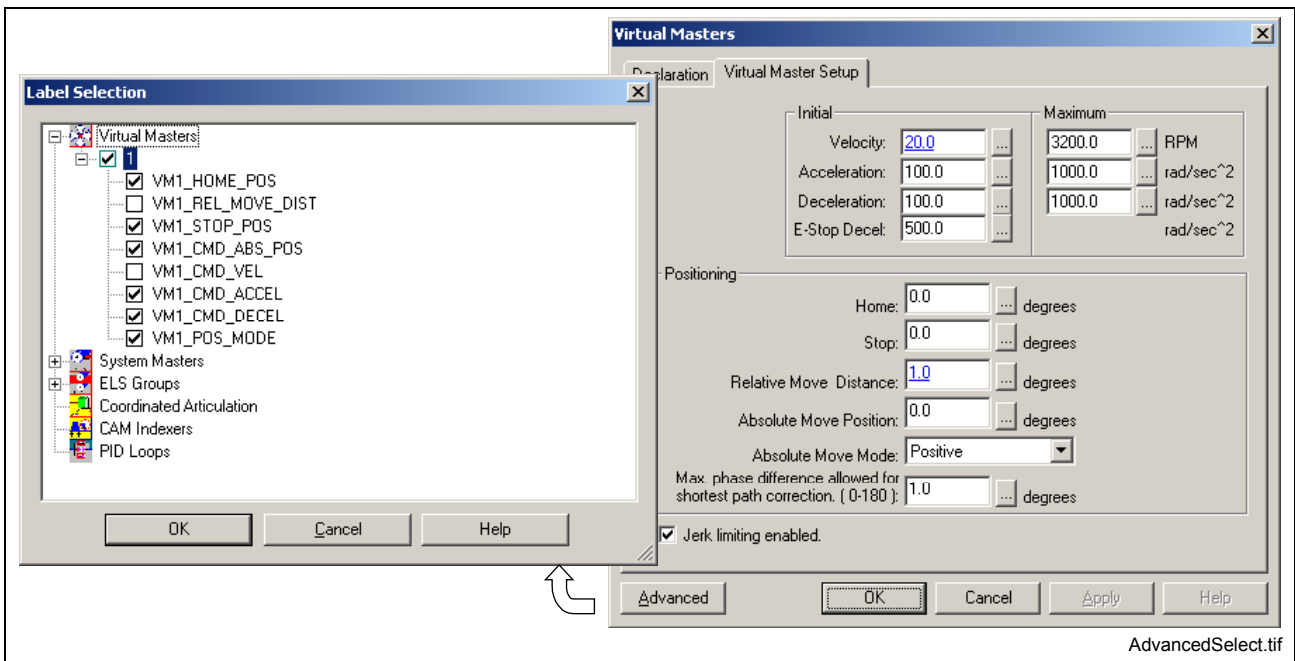 Label Selection
Virtual Masters
1
VM1_HOME_POS
VM1_REL_MOVE_DIST
VM1_STOP_POS
VM1_CMD_ABS_POS
VM1_CMD_VEL
VM1_CMD_ACCEL
VM1_CMD_DECEL
VM1_POS_MODE
System Masters
ELS Groups
Coordinated Articulation
CAM Indexers
PID Loops
OK Cancel Help
Virtual Masters
Declaration Virtual Master Setup
Initial Maximum
Velocity: 20.0 ... 3200.0 ... RPM
Acceleration: 100.0 ... 1000.0 ... rad/sec^2
Deceleration: 100.0 ... 1000.0 ... rad/sec^2
E-Stop Decel: 500.0 ... rad/sec^2
Positioning
Home: 0.0 ... degrees
Stop: 0.0 ... degrees
Relative Move Distance: 1.0 ... degrees
Absolute Move Position: 0.0 ... degrees
Absolute Move Mode: Positive
Max. phase difference allowed for
shortest path correction. ( 0-180 ): 1.0 ... degrees
Jerk limiting enabled.
Advanced OK Cancel Apply Help
AdvancedSelect.tif